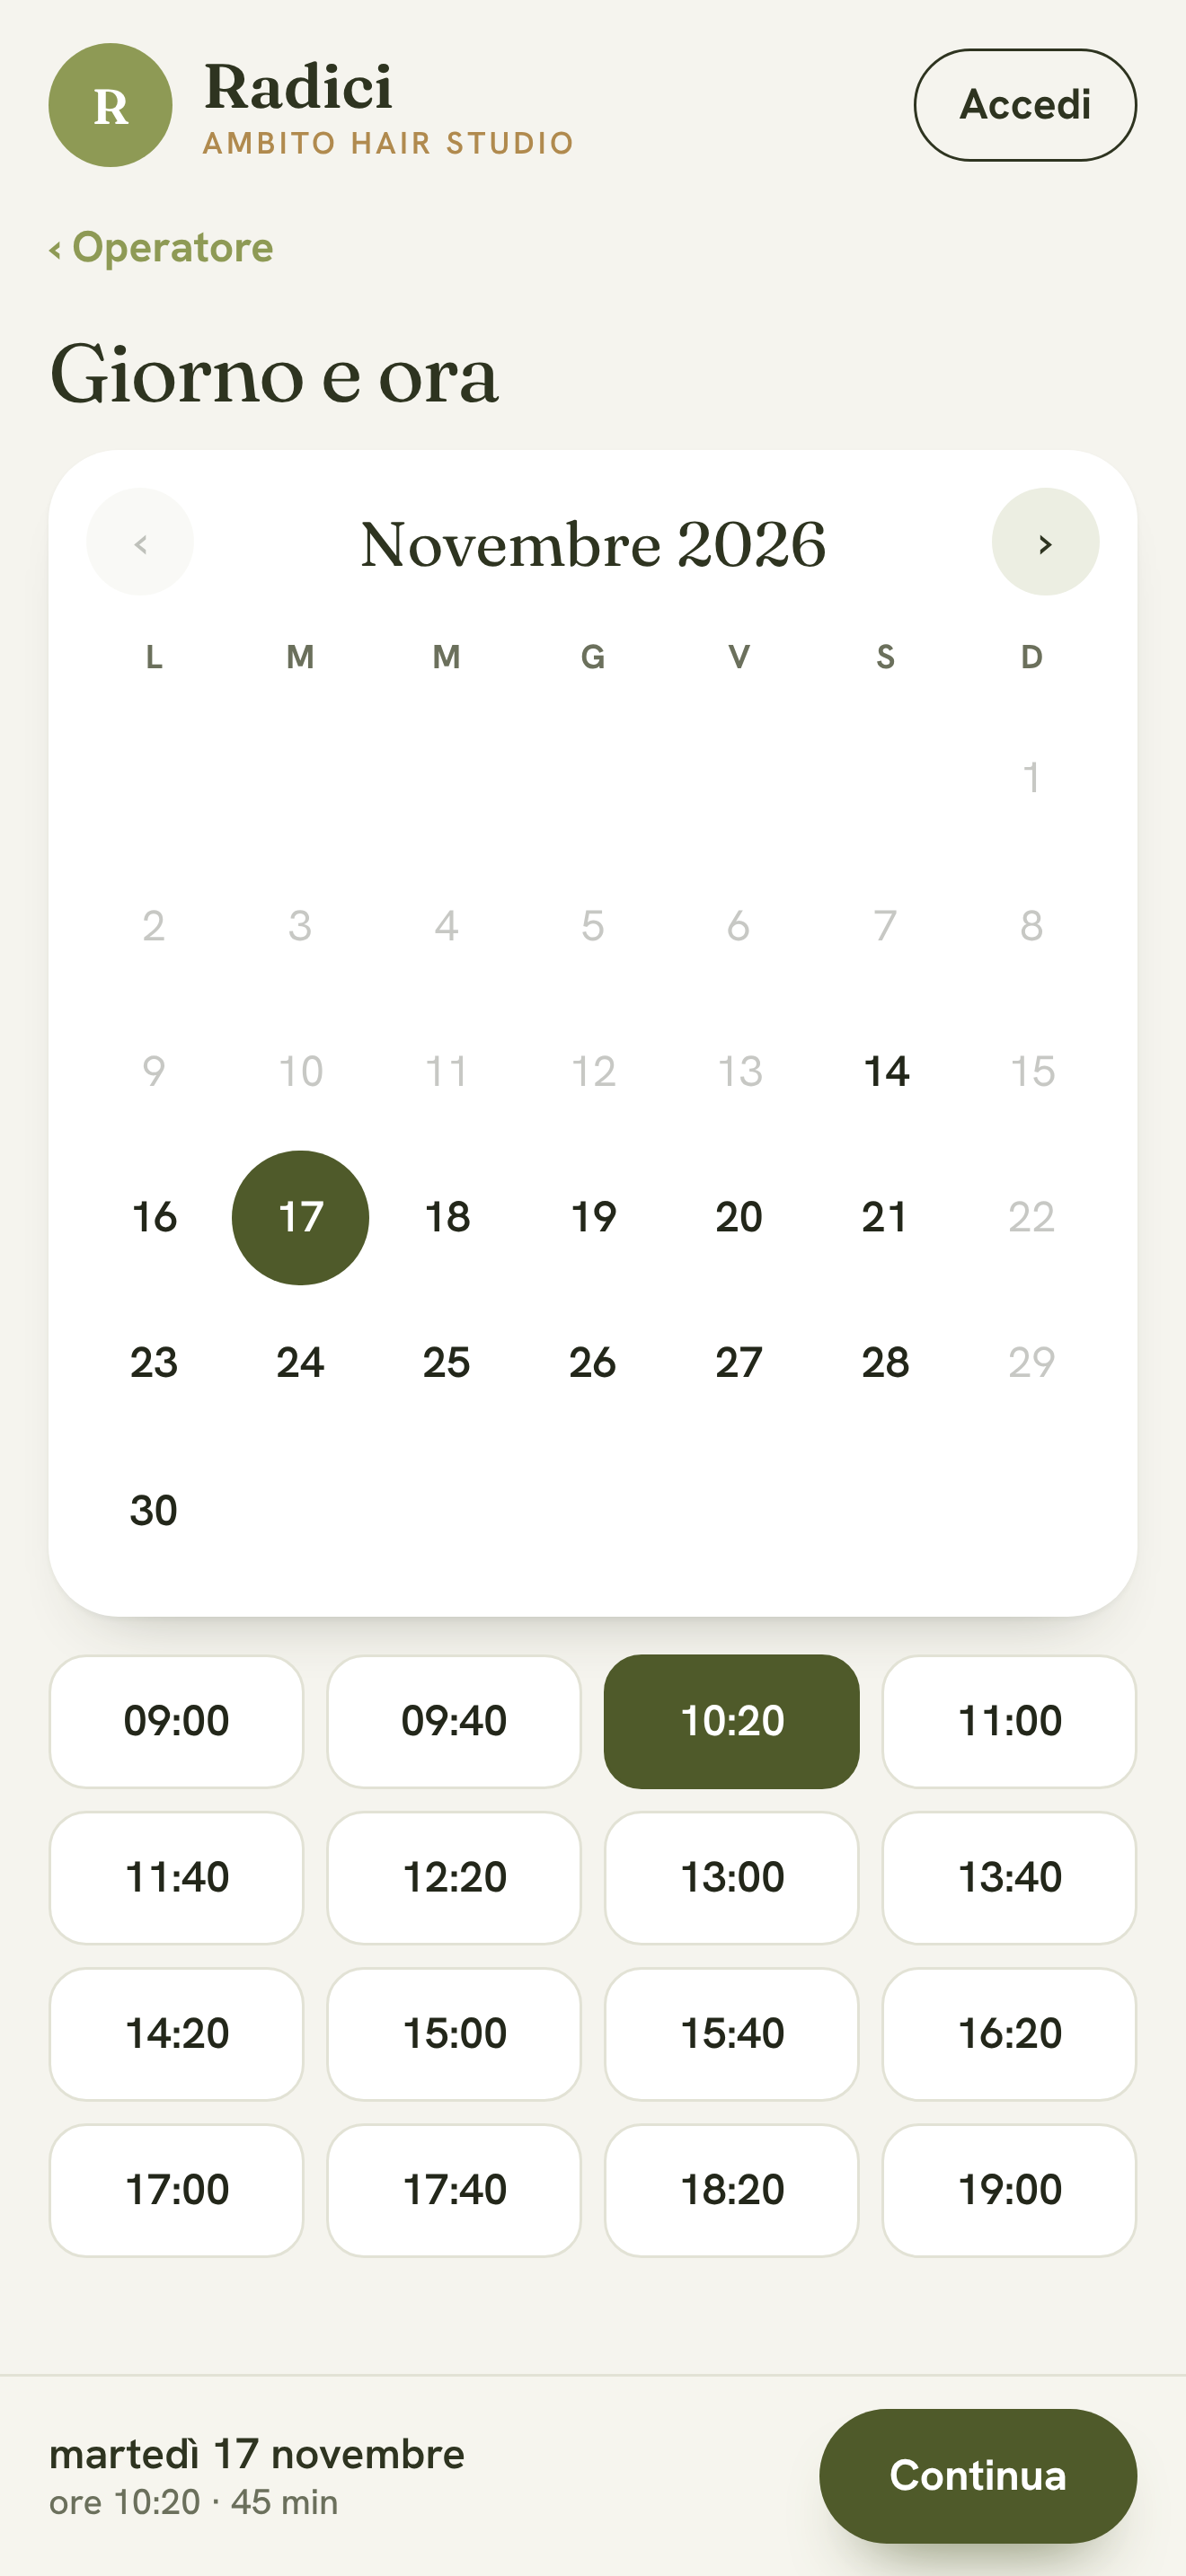 R
Radici
AMBITO HAIR STUDIO
Accedi
‹ Operatore
Giorno e ora
‹ Novembre 2026 ›
L M M G V S D
1
2 3 4 5 6 7 8
9 10 11 12 13 14 15
16 17 18 19 20 21 22
23 24 25 26 27 28 29
30
09:00 09:40 10:20 11:00
11:40 12:20 13:00 13:40
14:20 15:00 15:40 16:20
17:00 17:40 18:20 19:00
martedì 17 novembre
ore 10:20 · 45 min
Continua